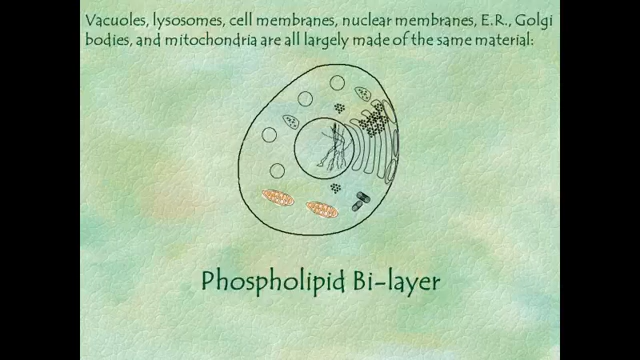 Vacuoles, lysosomes, cell membranes, nuclear membranes, E.R., Golgi
bodies, and mitochondria are all largely made of the same material:
Phospholipid Bi-layer